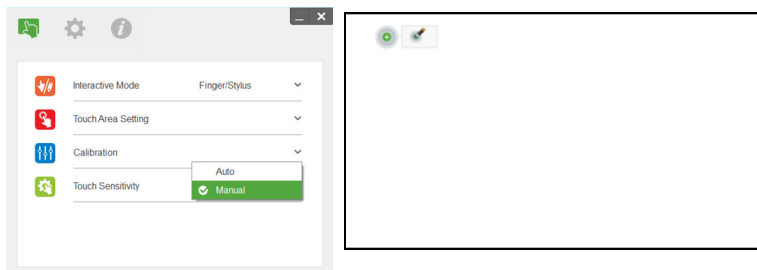 Interactive Mode Finger/Stylus
Touch Area Setting
Calibration
Auto
Touch Sensitivity
Manual